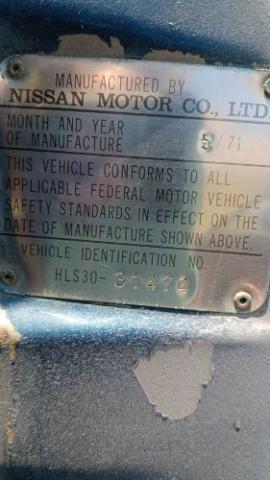 MANUFACTURED BY
NISSAN MOTOR CO., LTD.
MONTH AND YEAR
OF MANUFACTURE 5/71
THIS VEHICLE CONFORMS TO ALL
APPLICABLE FEDERAL MOTOR VEHICLE
SAFETY STANDARDS IN EFFECT ON THE
DATE OF MANUFACTURE SHOWN ABOVE.
VEHICLE IDENTIFICATION NO.
HLS30-